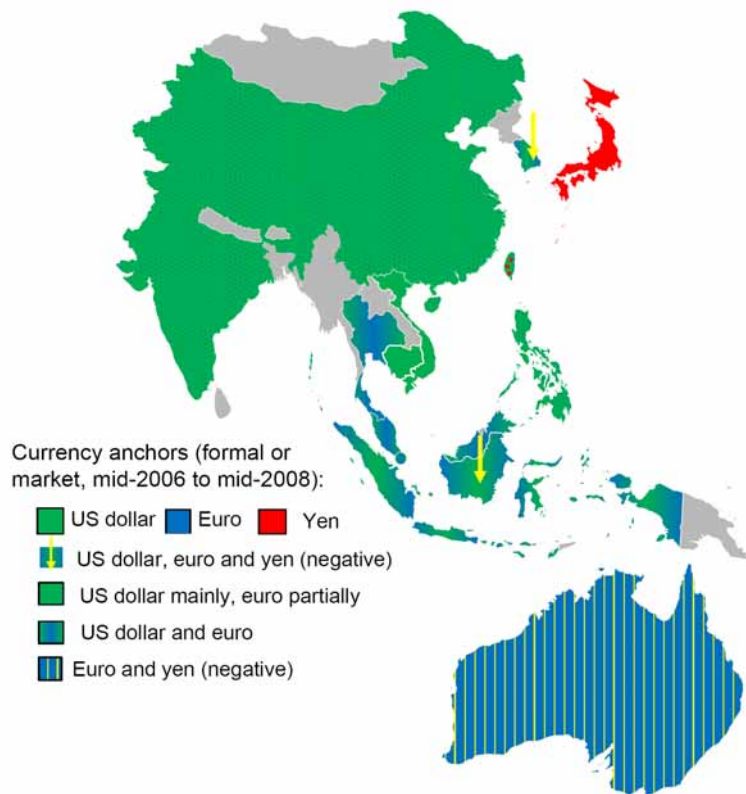 Currency anchors (formal or
market, mid-2006 to mid-2008):
US dollar Euro Yen
US dollar, euro and yen (negative)
US dollar mainly, euro partially
US dollar and euro
Euro and yen (negative)